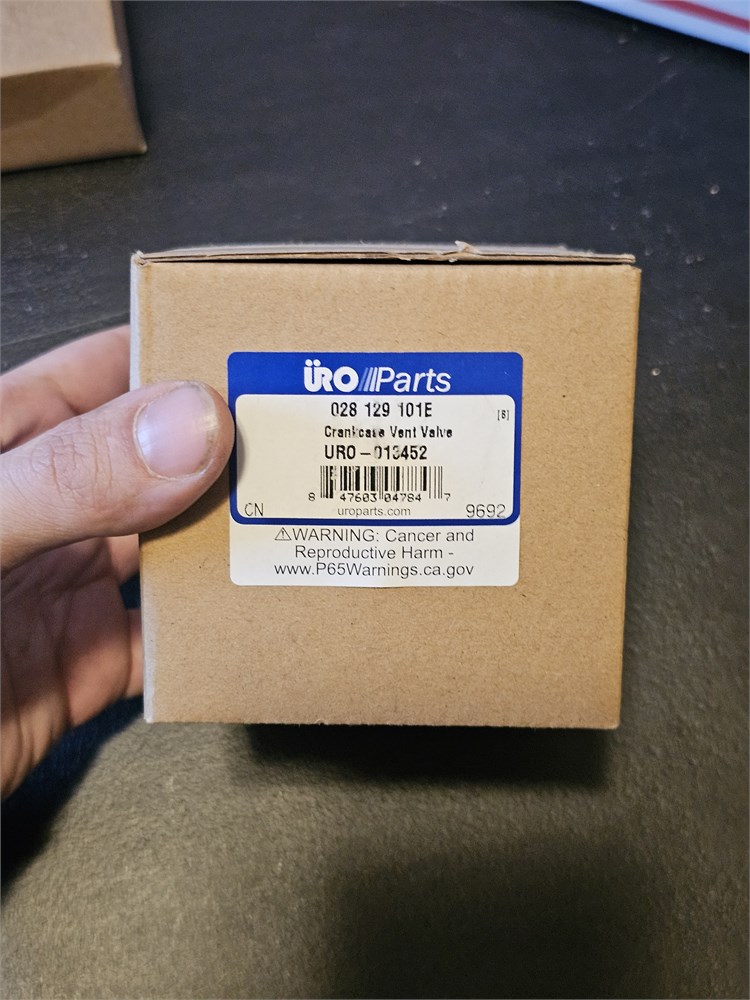 ÜRO Parts
028 129 101E
[B]
Crankcase Vent Valve
URO-013452
8 47603 04784 7
CN
uroparts.com
9692
⚠WARNING: Cancer and
Reproductive Harm -
www.P65Warnings.ca.gov